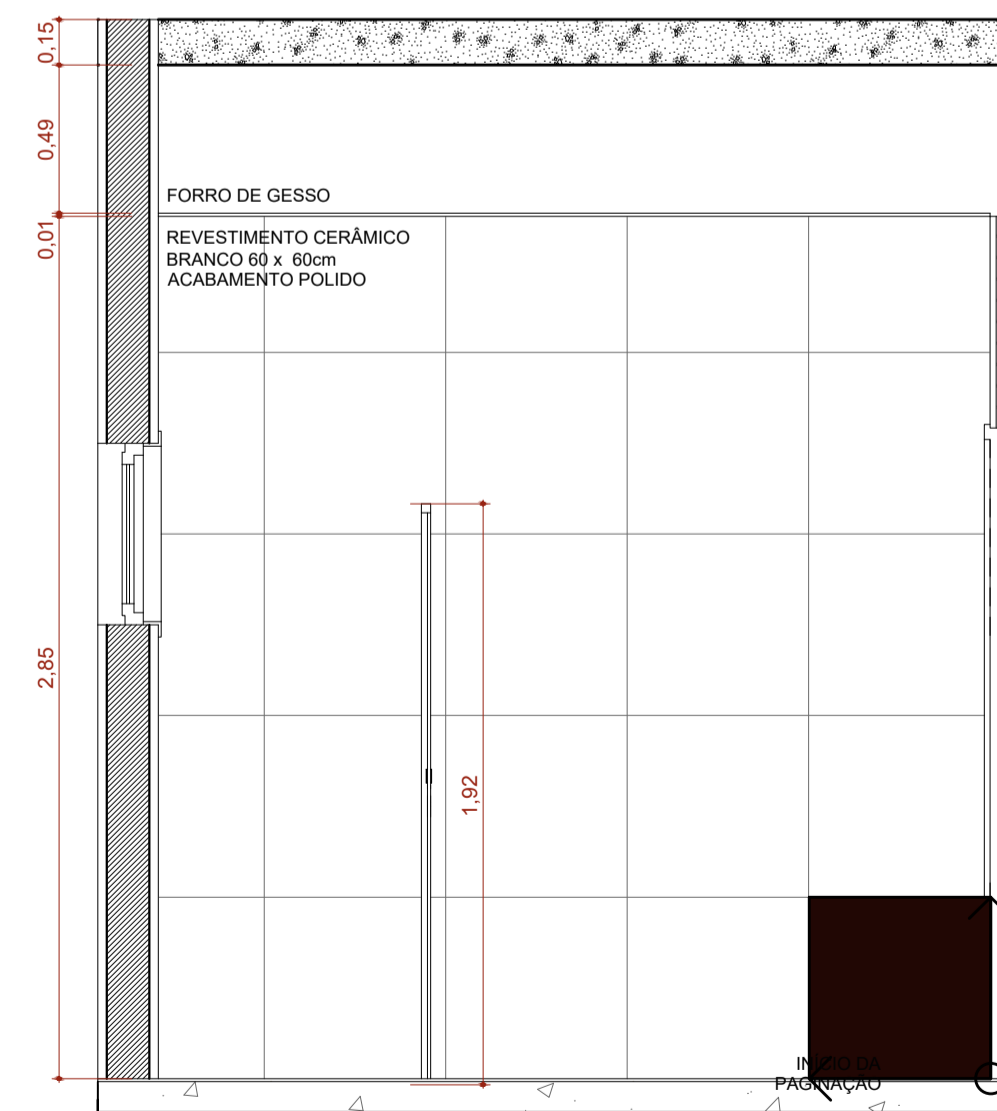 0,15
0,49
FORRO DE GESSO
0,01
REVESTIMENTO CERÂMICO
BRANCO 60 x 60cm
ACABAMENTO POLIDO
2,85
1,92
INÍCIO DA
PAGINAÇÃO